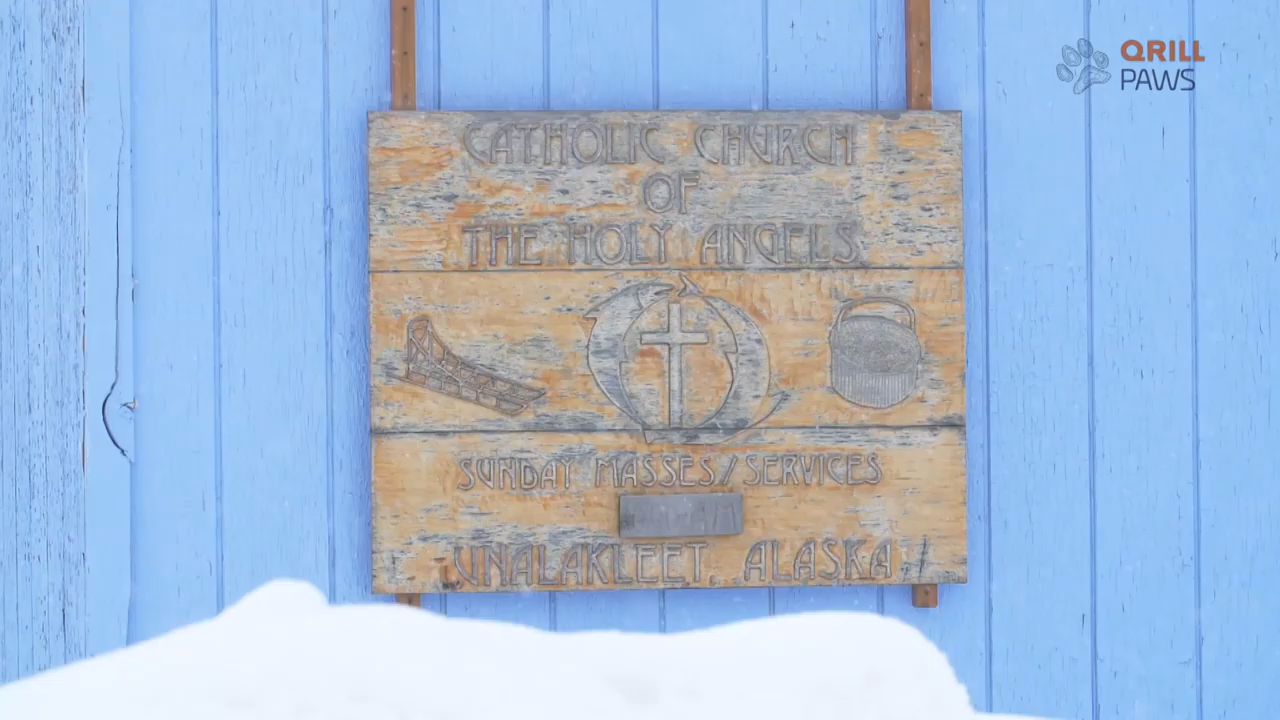 QRILL
PAWS
CATHOLIC CHURCH
OF
THE HOLY ANGELS
SUNDAY MASSES/SERVICES
UNALAKLEET, ALASKA